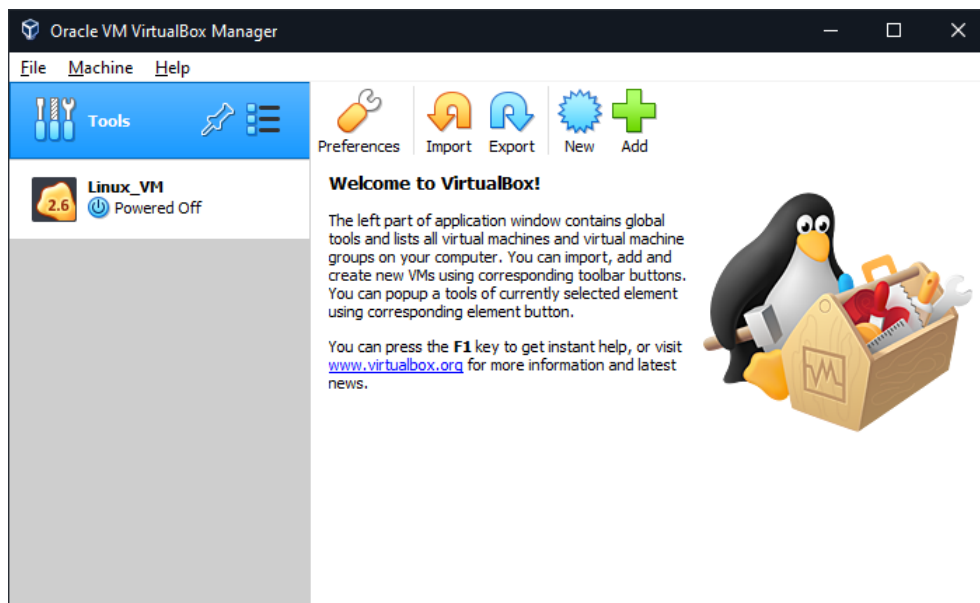 Oracle VM VirtualBox Manager
File Machine Help
Tools
Preferences Import Export New Add
Linux_VM
2.6
Powered Off
Welcome to VirtualBox!
The left part of application window contains global
tools and lists all virtual machines and virtual machine
groups on your computer. You can import, add and
create new VMs using corresponding toolbar buttons.
You can popup a tools of currently selected element
using corresponding element button.
You can press the F1 key to get instant help, or visit
www.virtualbox.org for more information and latest
news.